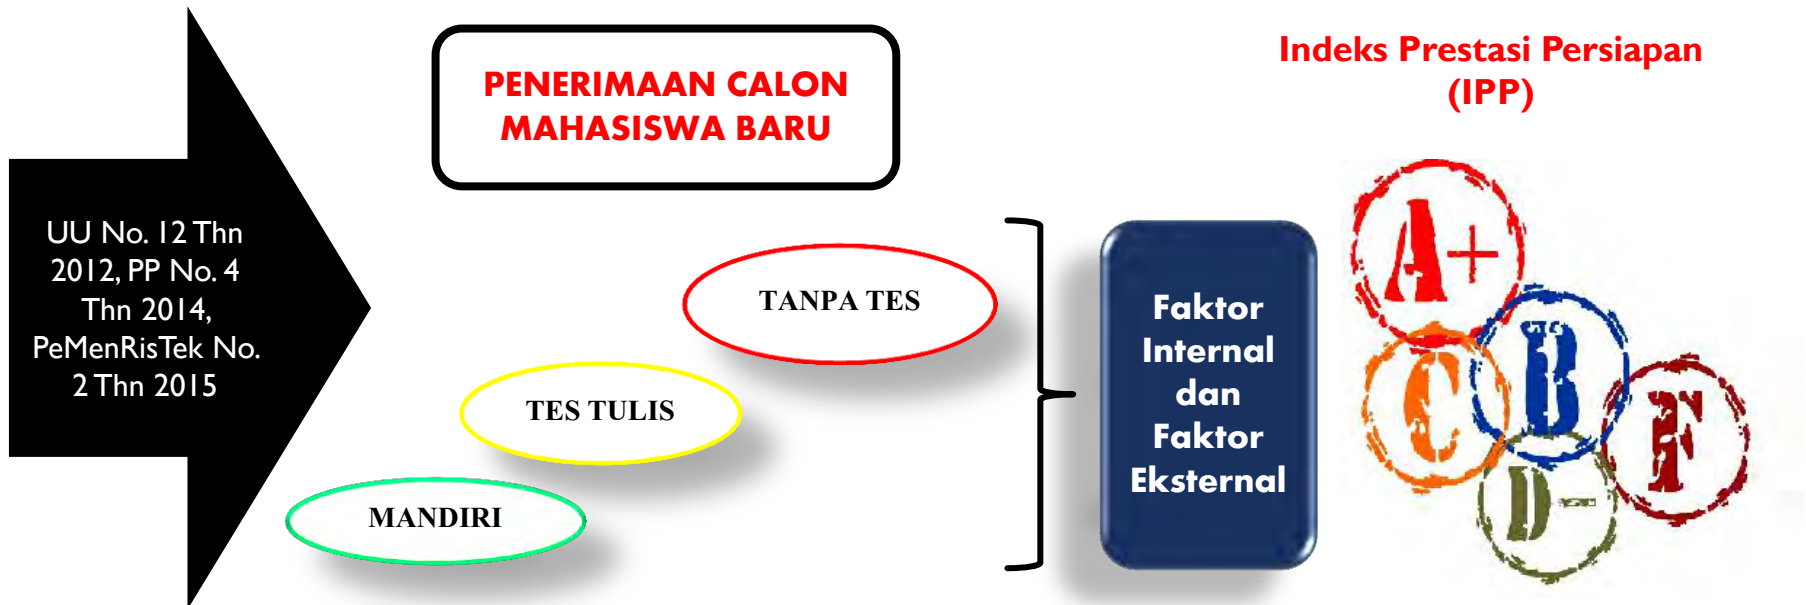 UU No. 12 Thn
2012, PP No. 4
Thn 2014,
PeMenRisTek No.
2 Thn 2015
PENERIMAAN CALON
MAHASISWA BARU
TANPA TES
TES TULIS
MANDIRI
Faktor
Internal
dan
Faktor
Eksternal
Indeks Prestasi Persiapan
(IPP)
A+
B
C
D-
F